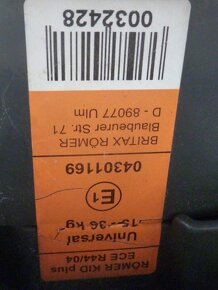 RÖMER KID plus
ECE R44/04
Universal
15 - 36 kg
E1
04301169
BRITAX RÖMER
Blaubeurer Str. 71
D - 89077 Ulm
0032428